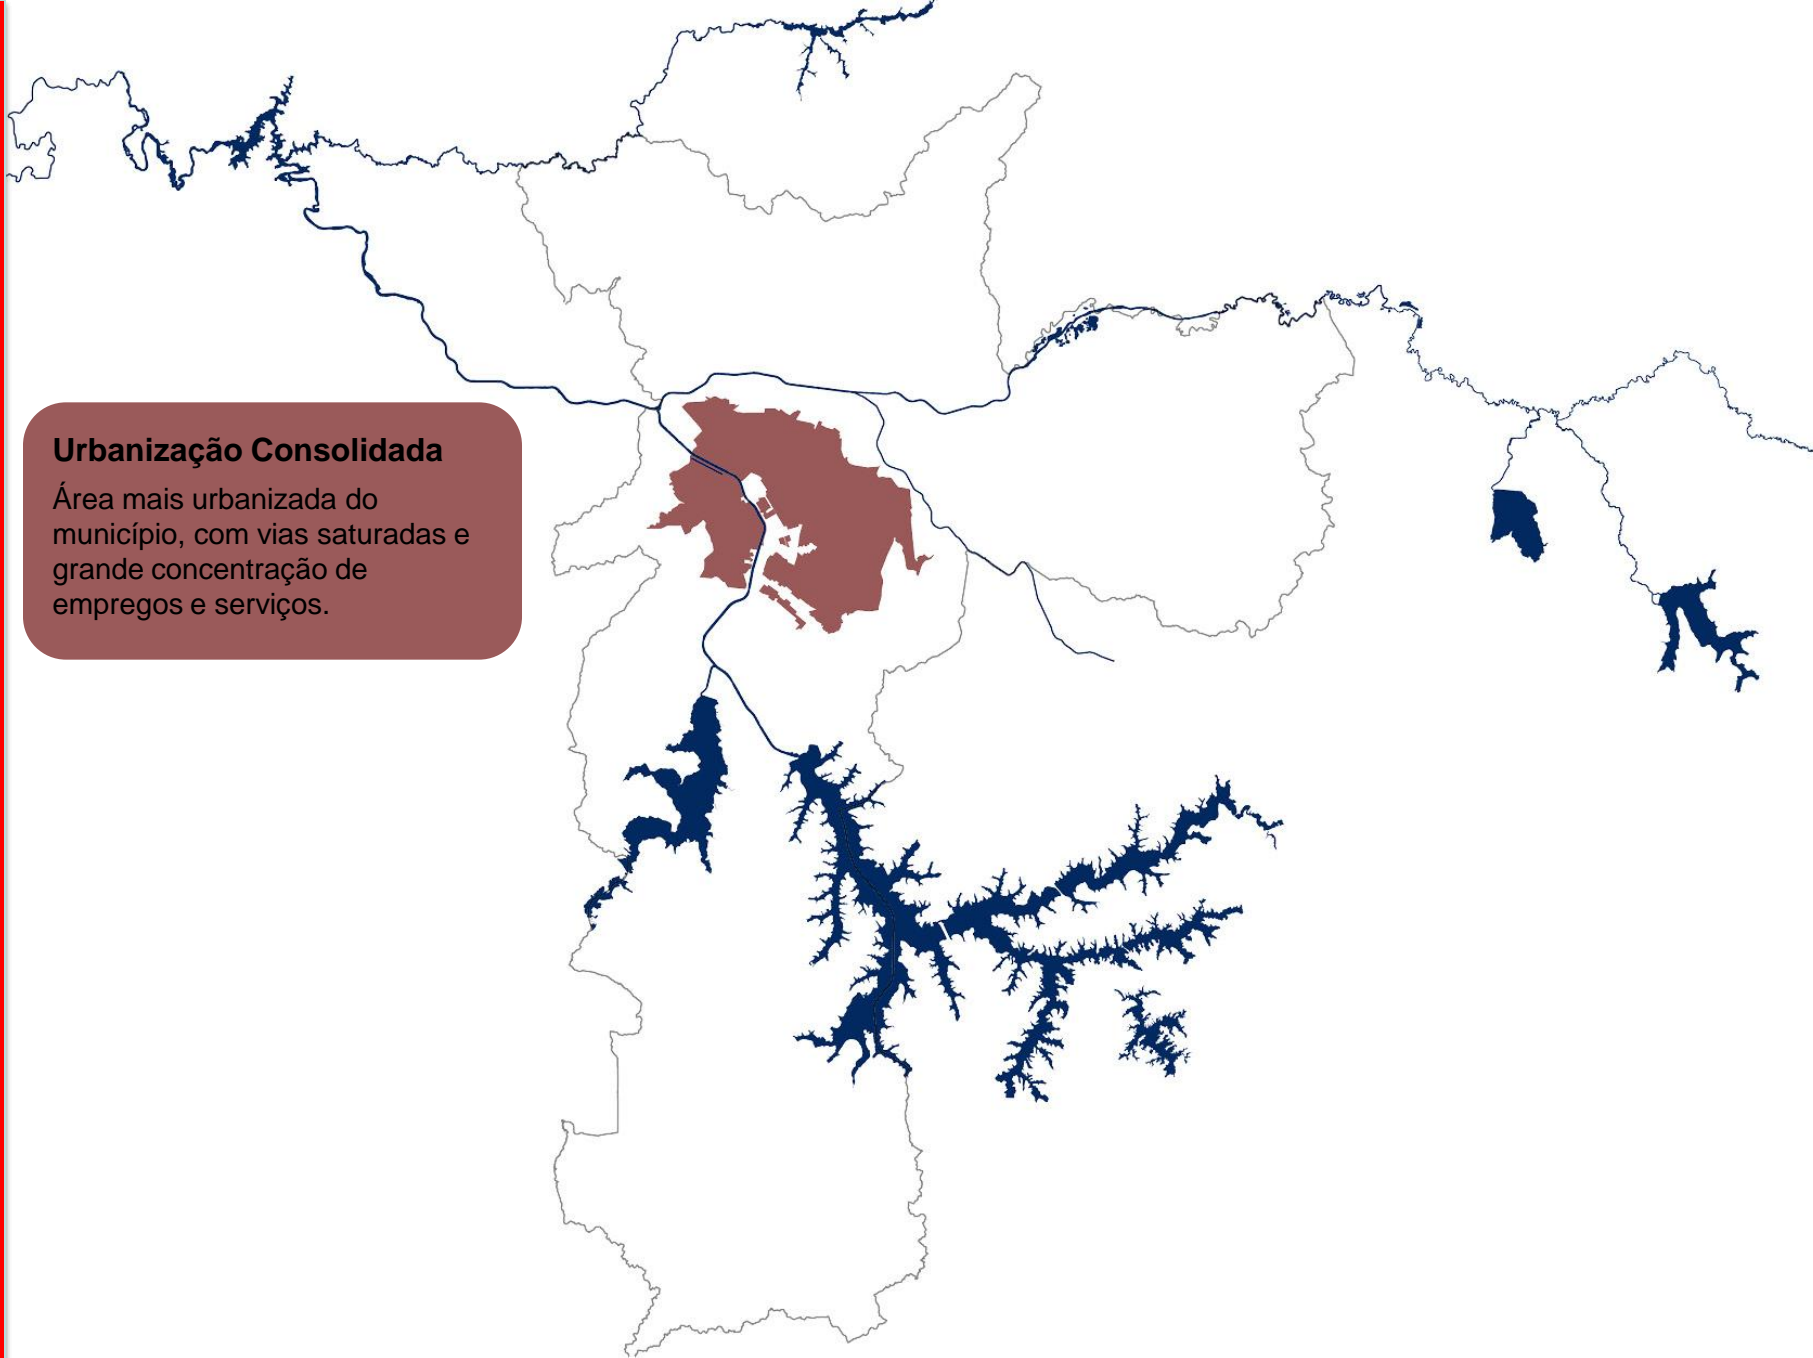 Urbanização Consolidada
Área mais urbanizada do
município, com vias saturadas e
grande concentração de
empregos e serviços.